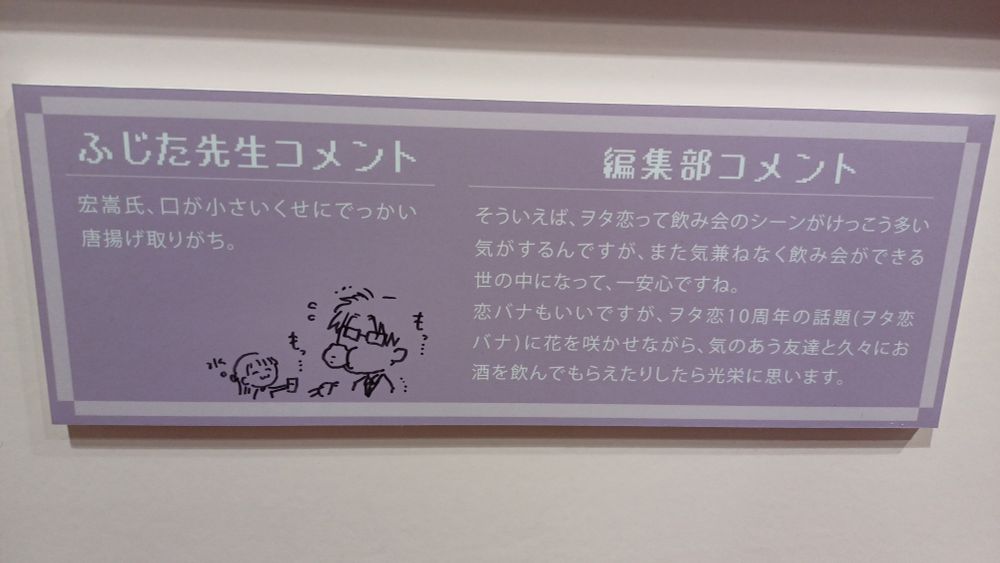 ふじた先生コメント
宏嵩氏、口が小さいくせにでっかい
唐揚げ取りがち。
も
も
編集部コメント
そういえば、ヲタ恋って飲み会のシーンがけっこう多い
気がするんですが、また気兼ねなく飲み会ができる
世の中になって、一安心ですね。
恋バナもいいですが、ヲタ恋10周年の話題(ヲタ恋
バナ)に花を咲かせながら、気のあう友達と久々にお
酒を飲んでもらえたりしたら光栄に思います。